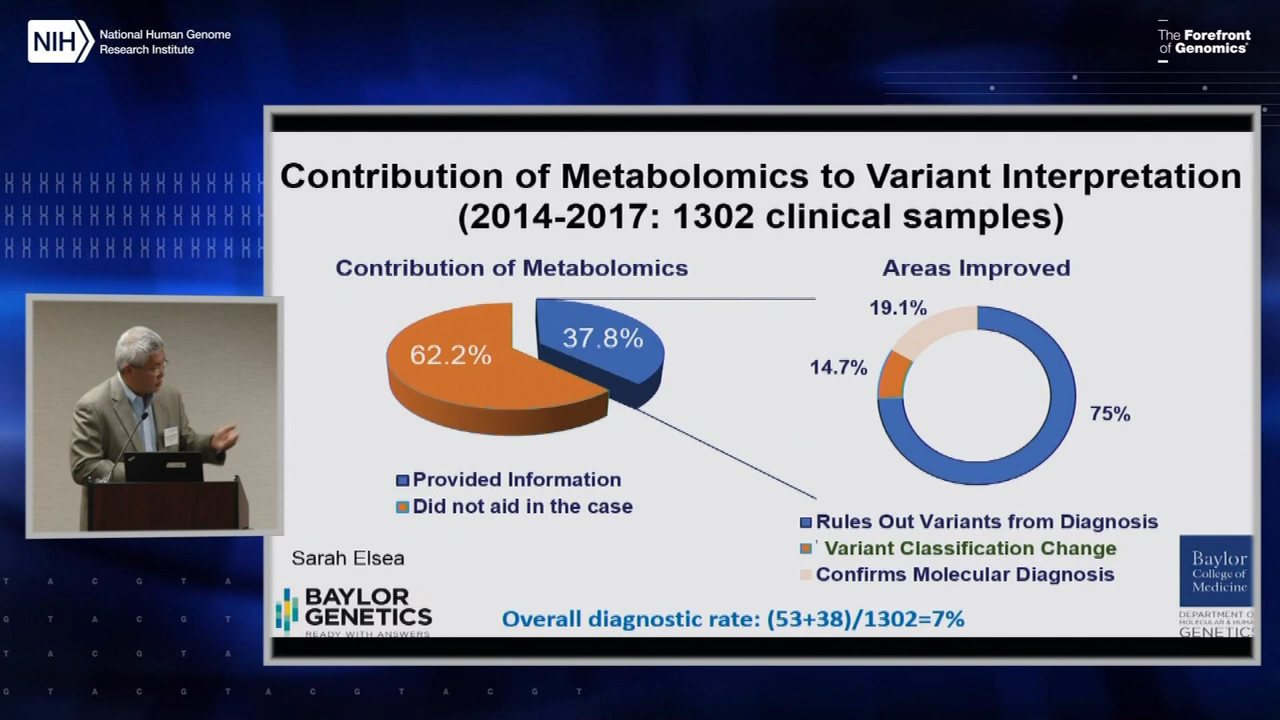 NIH
National Human Genome
Research Institute
The Forefront
of Genomics
Contribution of Metabolomics to Variant Interpretation
(2014-2017: 1302 clinical samples)
Contribution of Metabolomics
62.2%
37.8%
Provided Information
Did not aid in the case
Areas Improved
19.1%
14.7%
75%
Rules Out Variants from Diagnosis
' Variant Classification Change
Confirms Molecular Diagnosis
Sarah Elsea
BAYLOR
GENETICS
READY WITH ANSWERS
Overall diagnostic rate: (53+38)/1302=7%
Baylor
College of
Medicine
DEPARTMENT O
MOLECULAR & HUMA
GENETIC
T A C G T A
G T A C G T
T A C G T A
G T A C G T A C G T A C G T